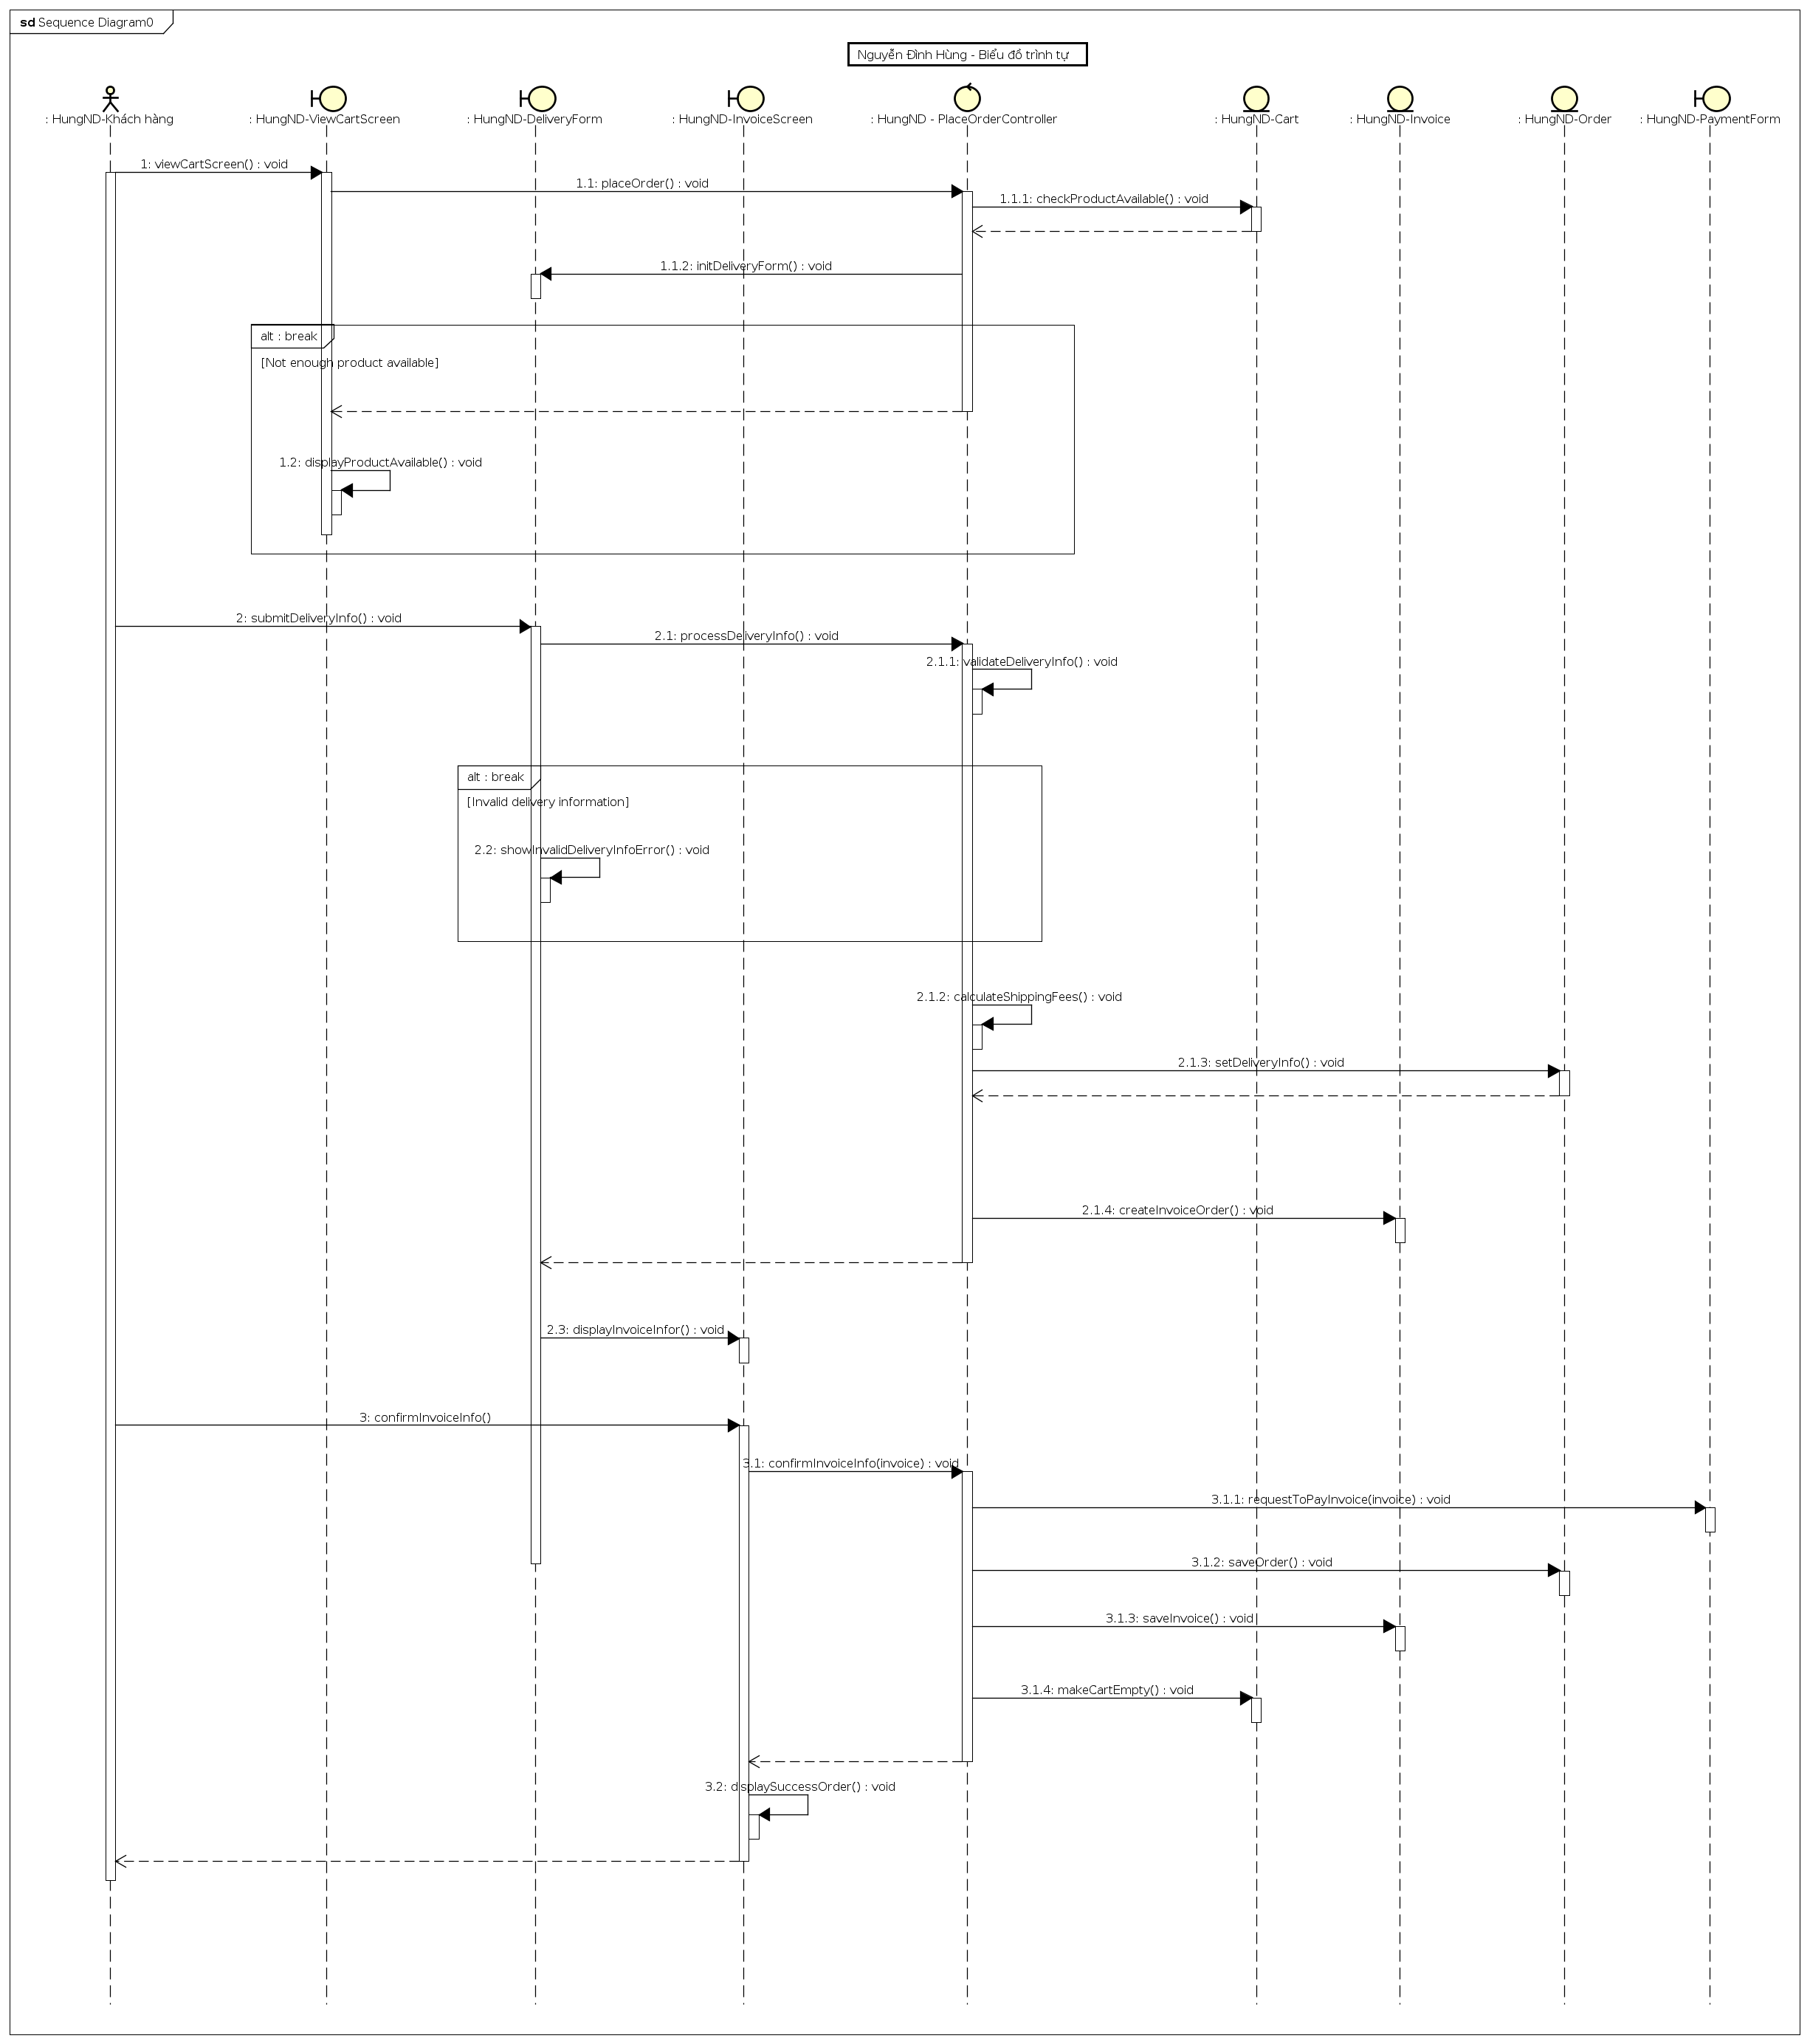 sd Sequence Diagram0
Nguyễn Đình Hùng - Biểu đồ trình tự
: HungND-Khách hàng
: HungND-ViewCartScreen
: HungND-DeliveryForm
: HungND-InvoiceScreen
: HungND - PlaceOrderController
: HungND-Cart
: HungND-Invoice
: HungND-Order
: HungND-PaymentForm
1: viewCartScreen() : void
1.1: placeOrder() : void
1.1.1: checkProductAvailable() : void
1.1.2: initDeliveryForm() : void
alt : break
[Not enough product available]
1.2: displayProductAvailable() : void
2: submitDeliveryInfo() : void
2.1: processDeliveryInfo() : void
2.1.1: validateDeliveryInfo() : void
alt : break
[Invalid delivery information]
2.2: showInvalidDeliveryInfoError() : void
2.1.2: calculateShippingFees() : void
2.1.3: setDeliveryInfo() : void
2.1.4: createInvoiceOrder() : void
2.3: displayInvoiceInfor() : void
3: confirmInvoiceInfo()
3.1: confirmInvoiceInfo(invoice) : void
3.1.1: requestToPayInvoice(invoice) : void
3.1.2: saveOrder() : void
3.1.3: saveInvoice() : void
3.1.4: makeCartEmpty() : void
3.2: displaySuccessOrder() : void